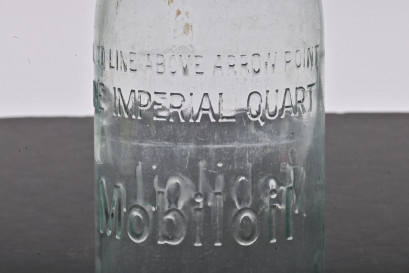 LINE ABOVE ARROW POINT
IMPERIAL QUART
Mobiloil